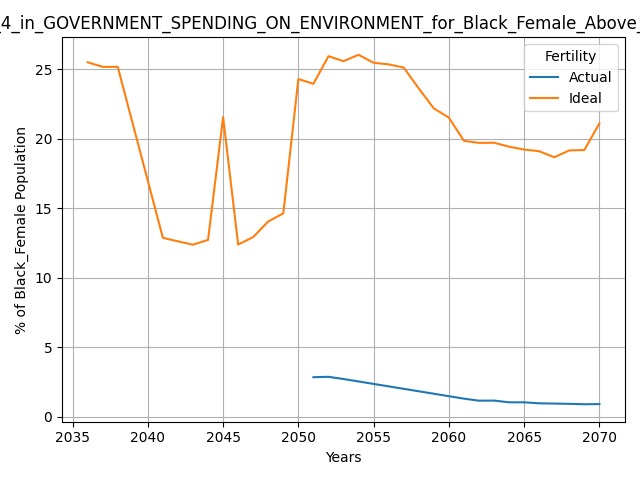 _4_in_GOVERNMENT_SPENDING_ON_ENVIRONMENT_for_Black_Female_Above_
Fertility
Actual
Ideal
% of Black_Female Population
25
20
15
10
5
0
2035 2040 2045 2050 2055 2060 2065 2070
Years